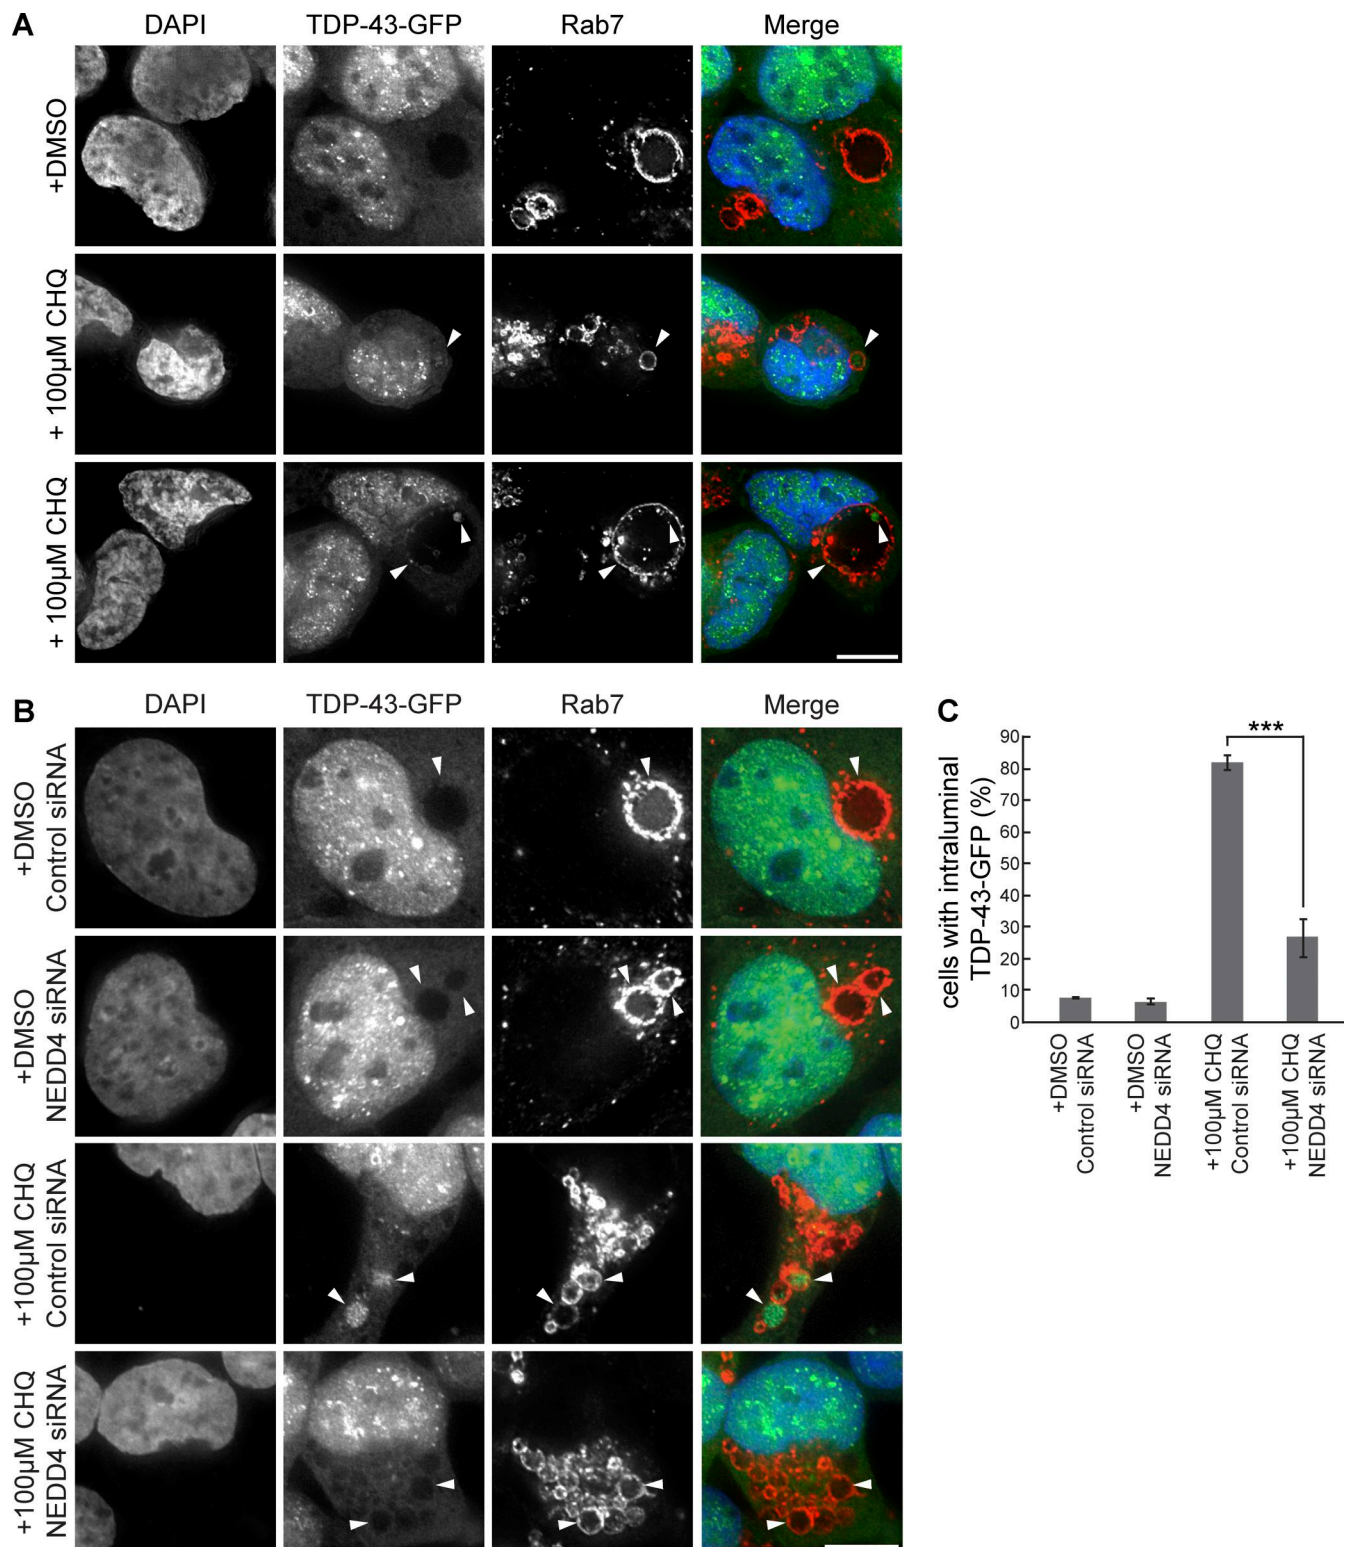 A
DAPI
TDP-43-GFP
Rab7
Merge
+DMSO
+ 100µM CHQ
+ 100µM CHQ
B
DAPI
TDP-43-GFP
Rab7
Merge
+DMSO
Control siRNA
+DMSO
NEDD4 siRNA
+100µM CHQ
Control siRNA
+100µM CHQ
NEDD4 siRNA
C
cells with intraluminal
TDP-43-GFP (%)
90
80
70
60
50
40
30
20
10
0
***
+DMSO
Control siRNA
+DMSO
NEDD4 siRNA
+100µM CHQ
Control siRNA
+100µM CHQ
NEDD4 siRNA